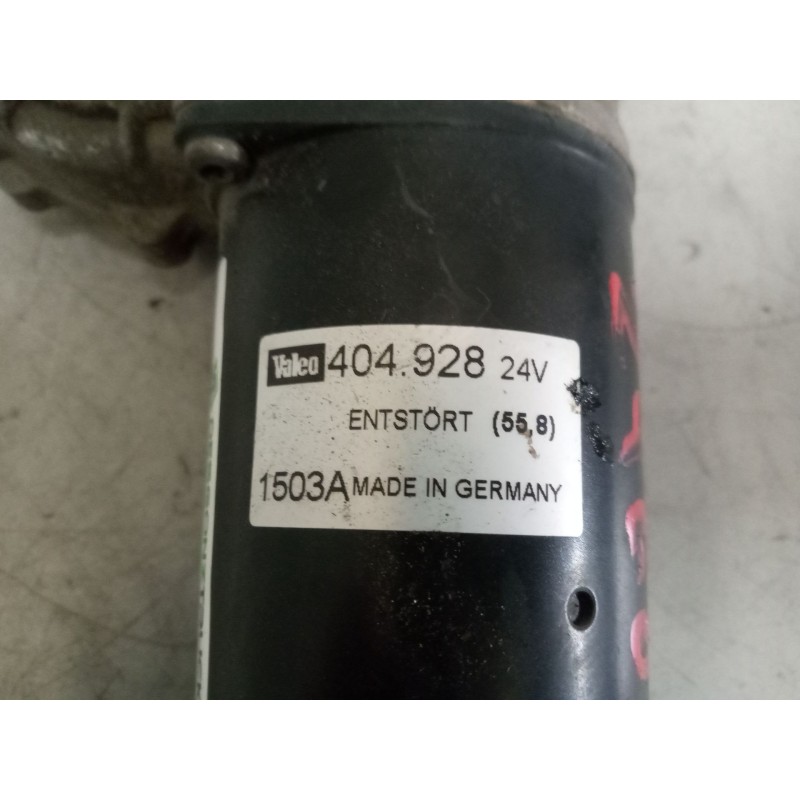 Valeo 404.928 24V
ENTSTÖRT (55,8)
1503A MADE IN GERMANY